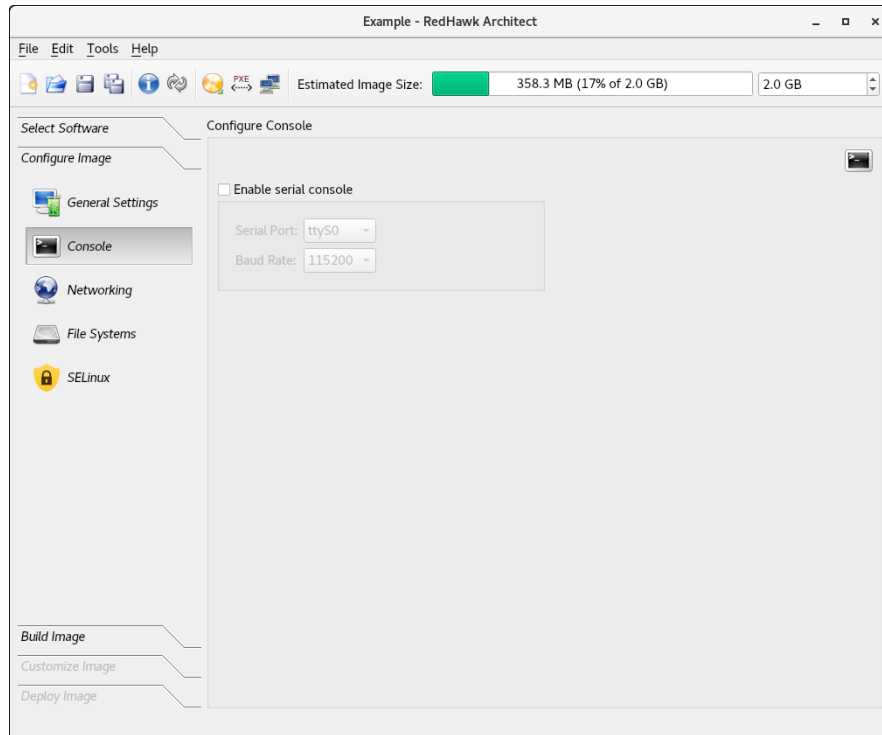 Example - RedHawk Architect
File Edit Tools Help
PXE
Estimated Image Size: 358.3 MB (17% of 2.0 GB) 2.0 GB
Select Software
Configure Console
Configure Image
General Settings
Enable serial console
Serial Port: ttyS0
Console
Baud Rate: 115200
Networking
File Systems
SELinux
Build Image
Customize Image
Deploy Image